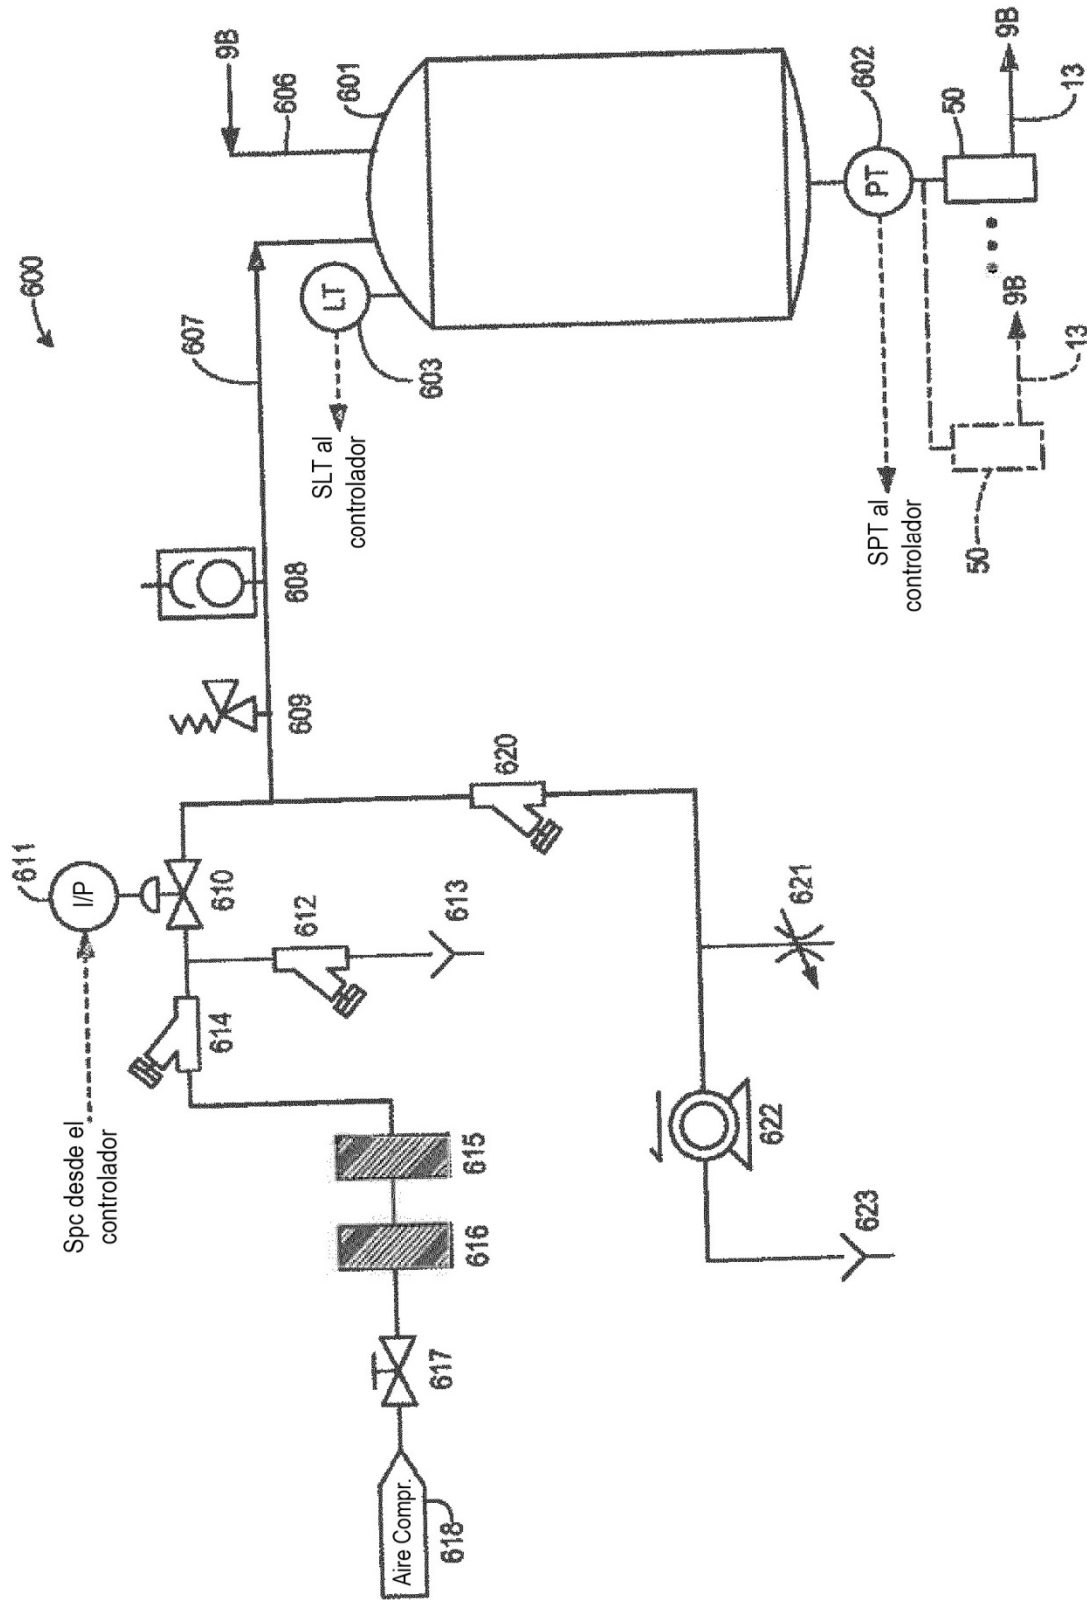 600
607
9B
606
601
LT
603
SLT al
controlador
608
609
611
I/P
610
Spc desde el
controlador
614
612
613
620
621
622
623
615
616
617
Aire Compr.
618
PT
602
SPT al
controlador
50
13
9B
50
13
9B